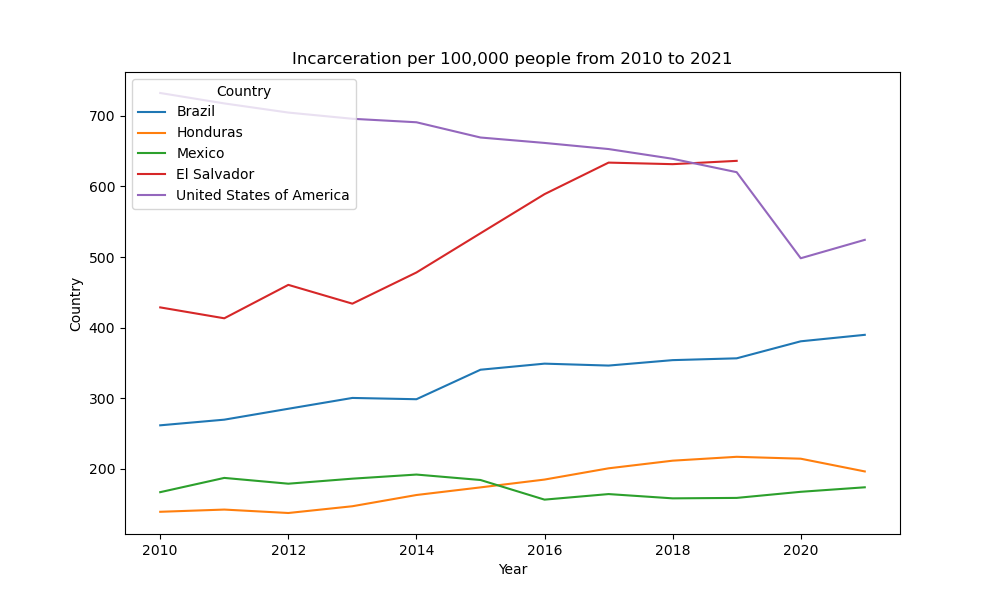 Incarceration per 100,000 people from 2010 to 2021
Country
Brazil
Honduras
Mexico
El Salvador
United States of America
700
600
500
400
300
200
Country
2010 2012 2014 2016 2018 2020
Year